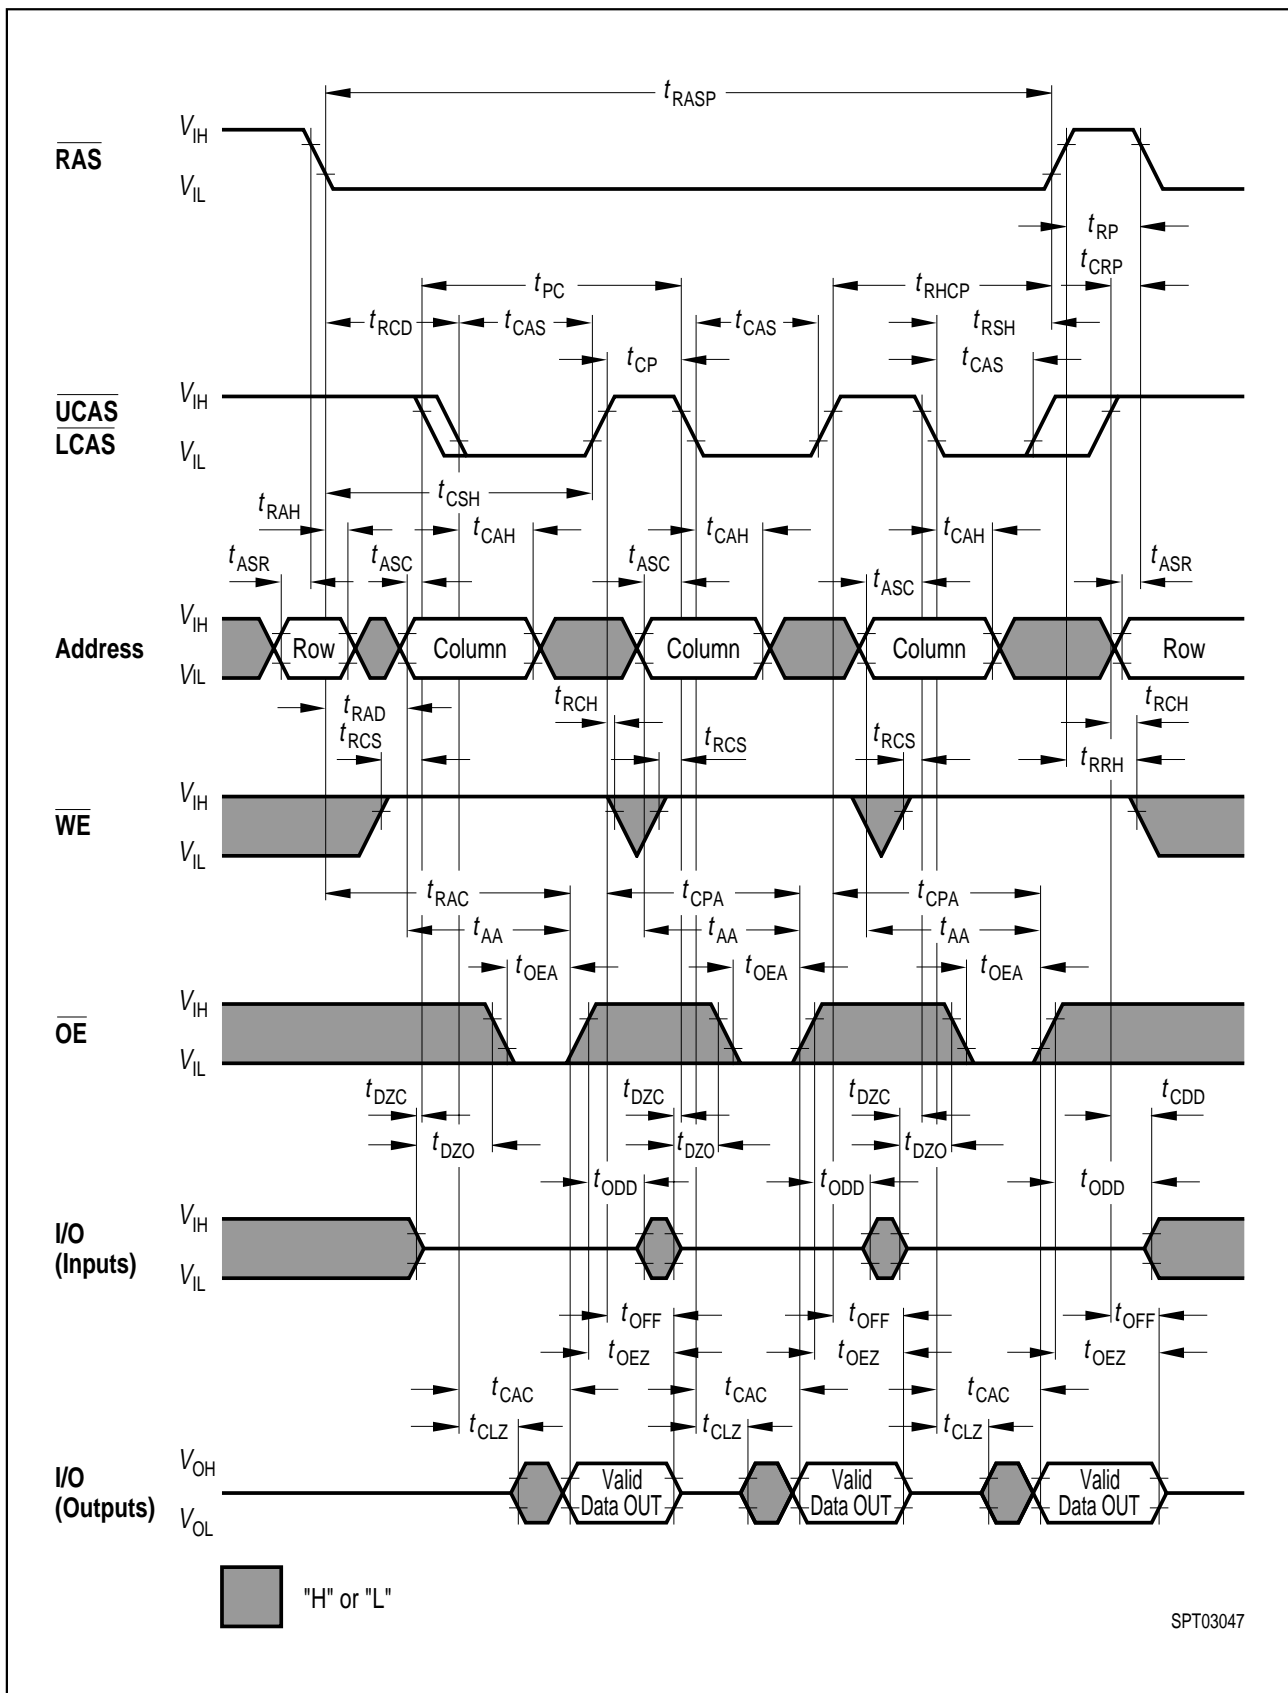 tRASP
VIH
RAS
VIL
tRP
tCRP
tPC
tRHCP
tRCD
tCAS
tCAS
tRSH
tCP
tCAS
VIH
UCAS
LCAS
VIL
tCSH
tRAH
tCAH
tCAH
tCAH
tASR
tASC
tASC
tASC
tASR
VIH
Address
Row
Column
Column
Column
Row
VIL
tRAD
tRCH
tRCH
tRCS
tRCS
tRCS
tRRH
VIH
WE
VIL
tRAC
tCPA
tCPA
tAA
tAA
tAA
tOEA
tOEA
tOEA
VIH
OE
VIL
tDZC
tDZC
tDZC
tCDD
tDZO
tDZO
tDZO
tODD
tODD
tODD
VIH
I/O
(Inputs)
VIL
tOFF
tOFF
tOFF
tOEZ
tOEZ
tOEZ
tCAC
tCAC
tCAC
tCLZ
tCLZ
tCLZ
VOH
I/O
(Outputs)
VOL
Valid
Data OUT
Valid
Data OUT
Valid
Data OUT
"H" or "L"
SPT03047